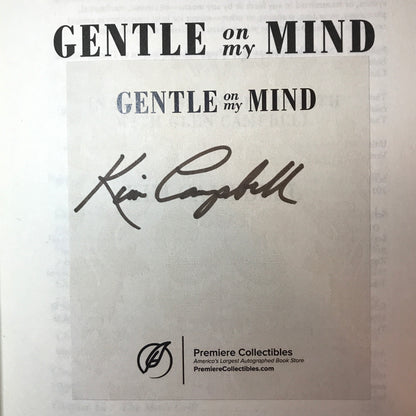 GENTLE on my MIND
GENTLE on my MIND
Kim Campbell
Premiere Collectibles
America's Largest Autographed Book Store
PremiereCollectibles.com